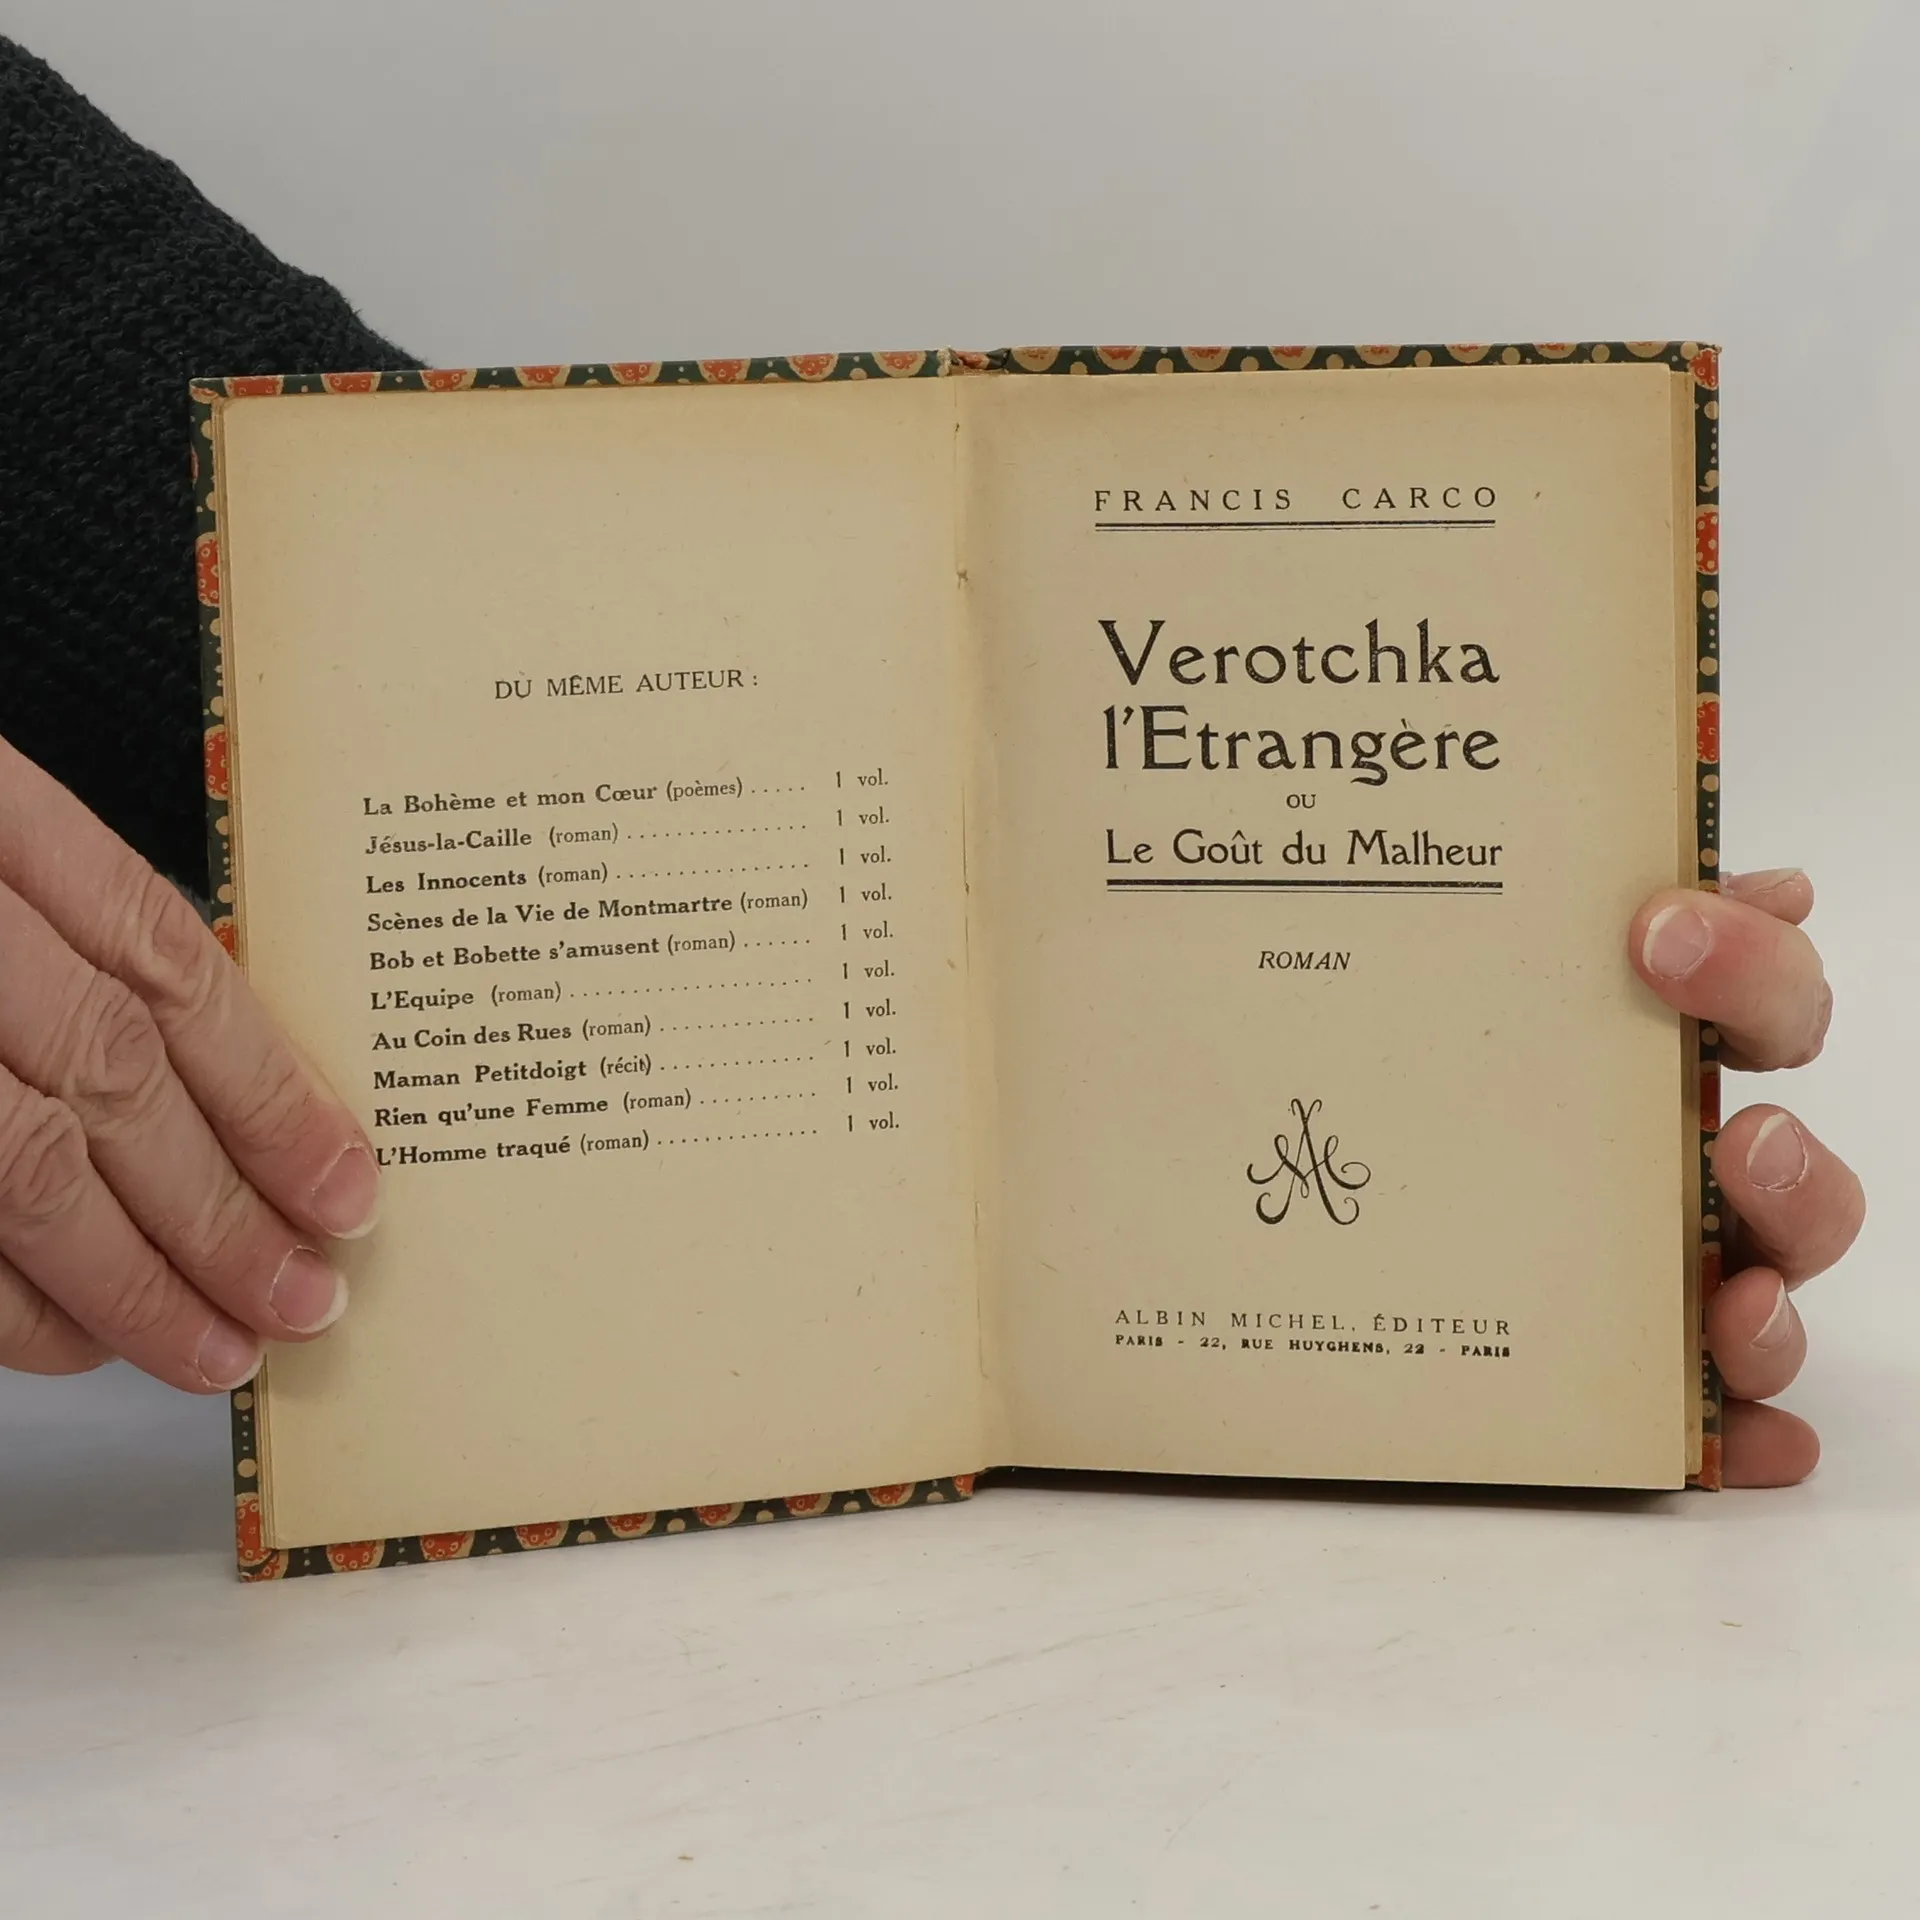 DU MÊME AUTEUR :
La Bohème et mon Cœur (poèmes) ..... 1 vol.
Jésus-la-Caille (roman) ............... 1 vol.
Les Innocents (roman) ................ 1 vol.
Scènes de la Vie de Montmartre (roman) 1 vol.
Bob et Bobette s'amusent (roman) ...... 1 vol.
L'Equipe (roman) .................... 1 vol.
Au Coin des Rues (roman) ............. 1 vol.
Maman Petitdoigt (récit) ............. 1 vol.
Rien qu'une Femme (roman) .......... 1 vol.
L'Homme traqué (roman) .............. 1 vol.
FRANCIS CARCO
Verotchka
l'Etrangère
OU
Le Goût du Malheur
ROMAN
AM
ALBIN MICHEL, ÉDITEUR
PARIS - 22, RUE HUYGHENS, 22 - PARIS